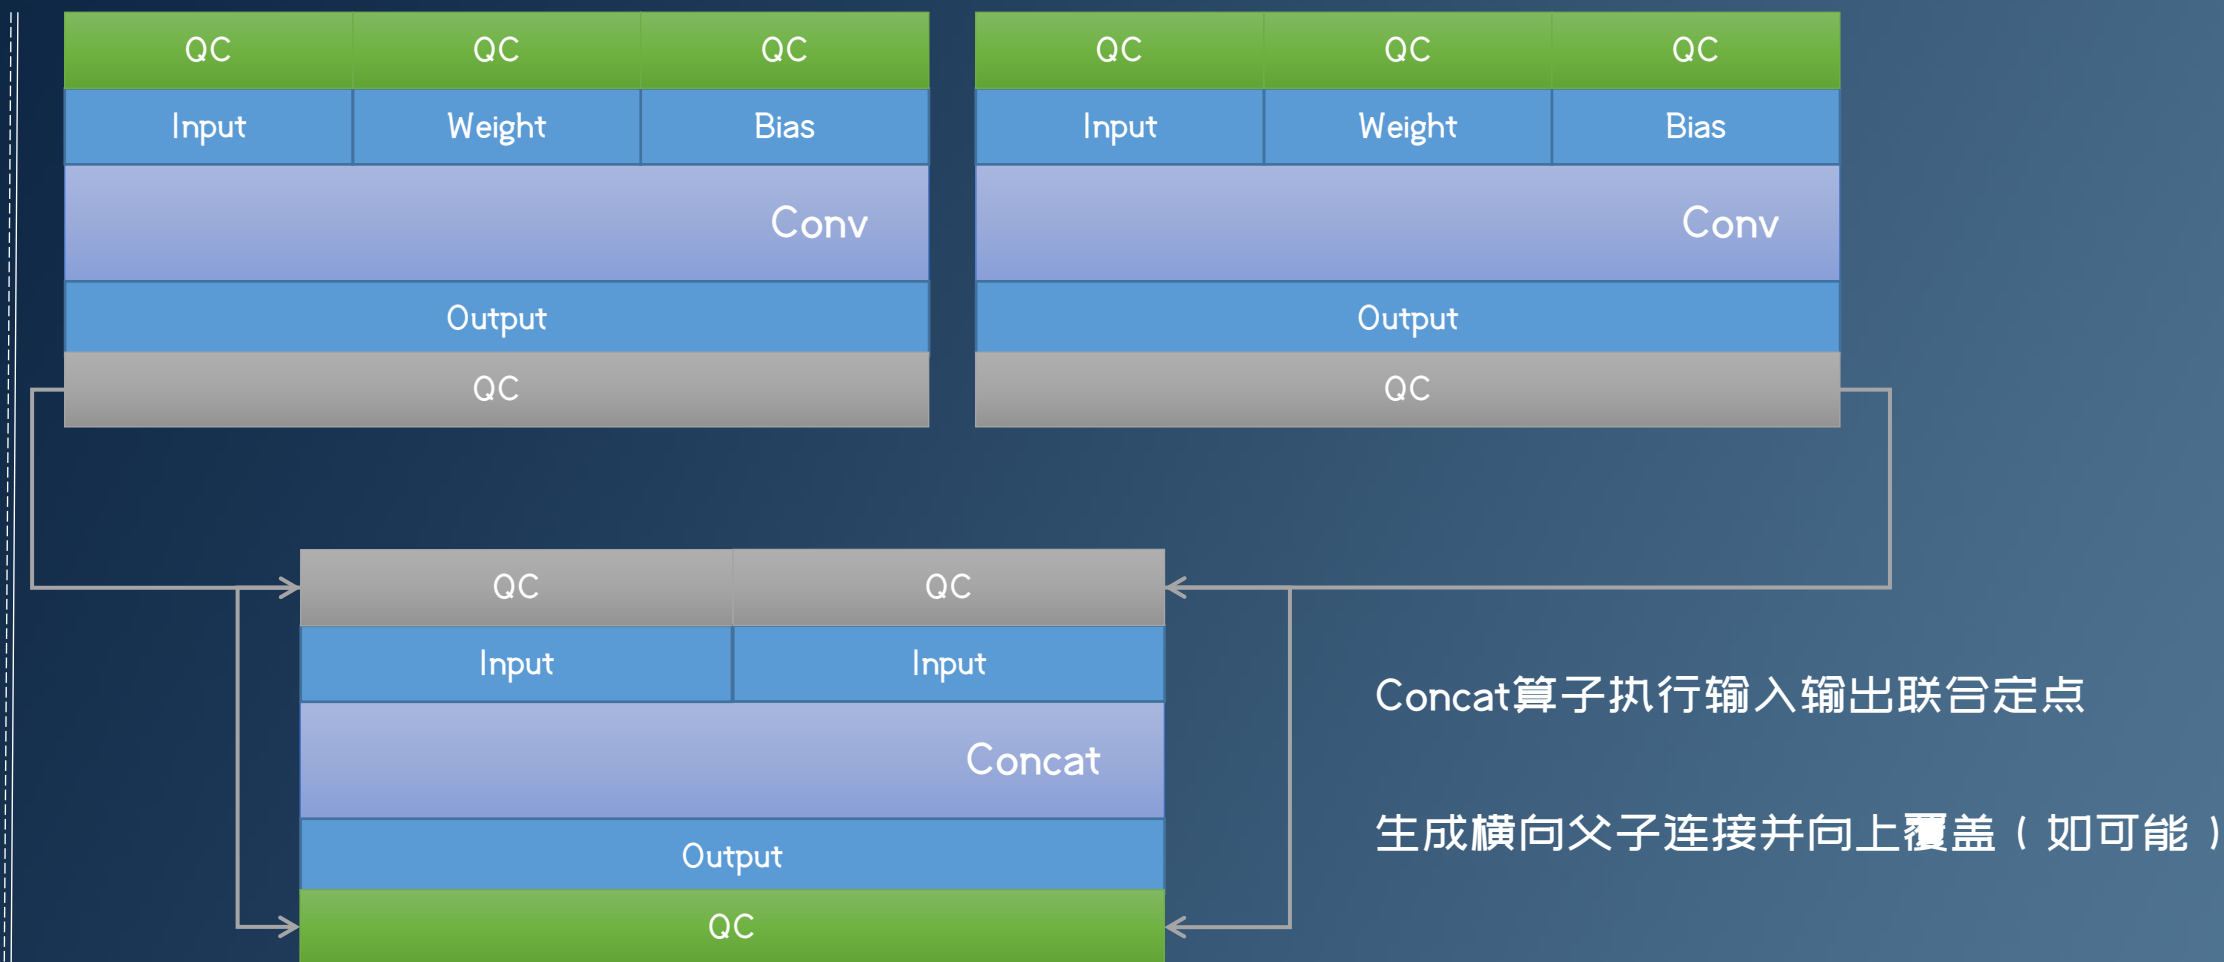 QC QC QC QC QC QC
Input Weight Bias Input Weight Bias
Conv Conv
Output Output
QC QC
QC QC
Input Input
Concat算子执行输入输出联合定点
Concat
生成横向父子连接并向上覆盖（如可能）
Output
QC